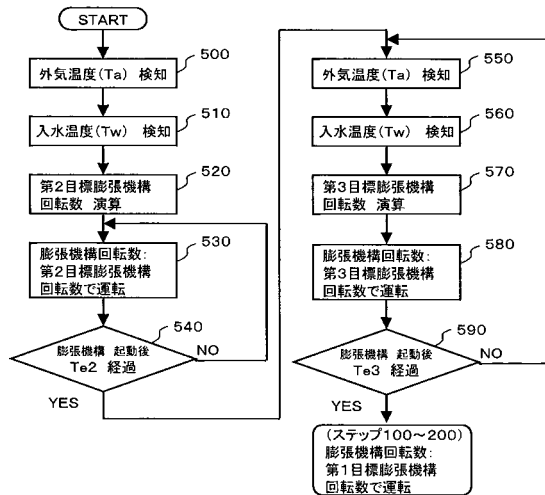 START
外気温度(Ta) 検知
500
入水温度(Tw) 検知
510
第2目標膨張機構
回転数 演算
520
膨張機構回転数:
第2目標膨張機構
回転数で運転
530
膨張機構 起動後
Te2 経過
540
NO
YES
外気温度(Ta) 検知
550
入水温度(Tw) 検知
560
第3目標膨張機構
回転数 演算
570
膨張機構回転数:
第3目標膨張機構
回転数で運転
580
膨張機構 起動後
Te3 経過
590
NO
YES
(ステップ100~200)
膨張機構回転数:
第1目標膨張機構
回転数で運転